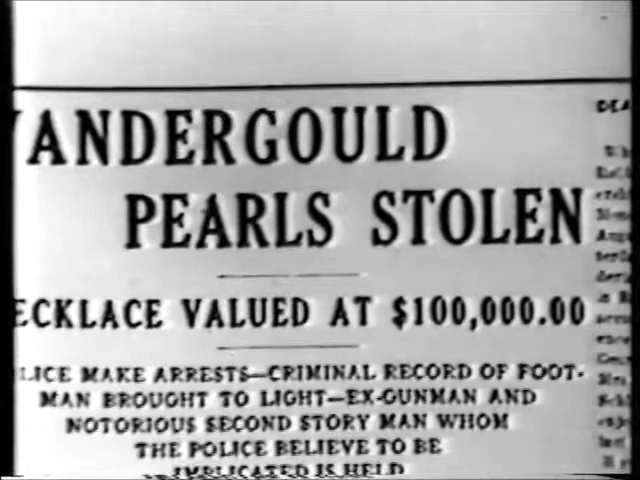 VANDERGOULD
PEARLS STOLEN
ECKLACE VALUED AT $100,000.00
LICE MAKE ARRESTS—CRIMINAL RECORD OF FOOT-
MAN BROUGHT TO LIGHT—EX-GUNMAN AND
NOTORIOUS SECOND STORY MAN WHOM
THE POLICE BELIEVE TO BE
IMPLICATED IS HELD
DEA